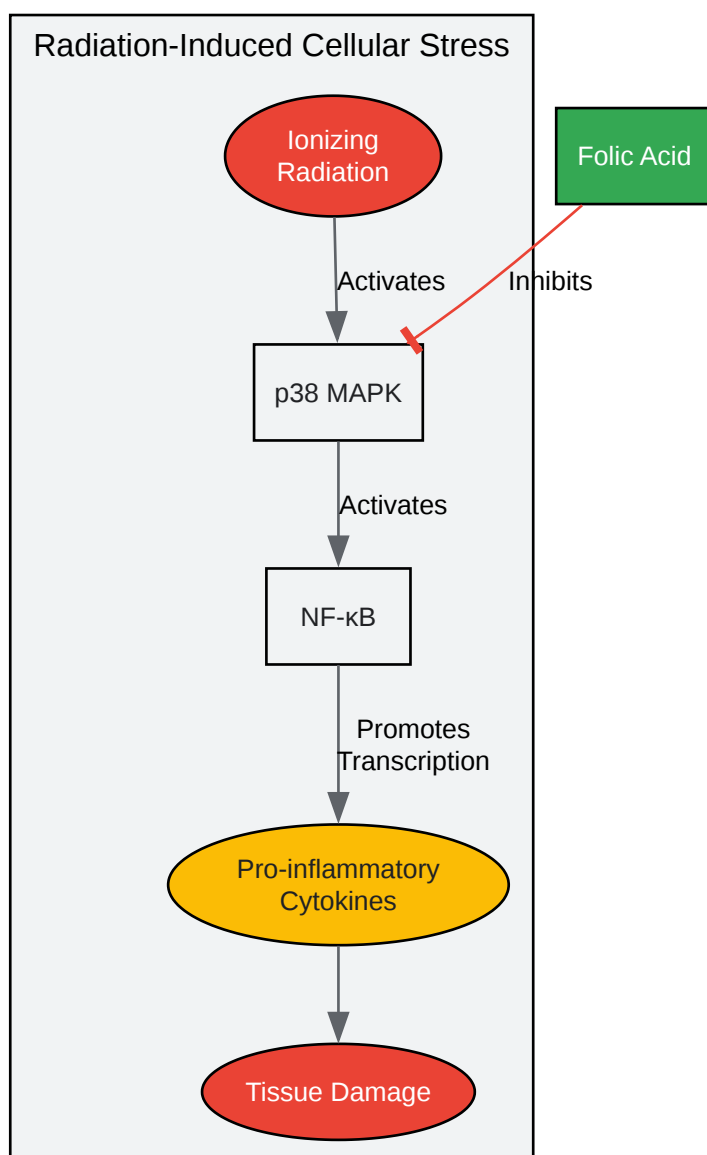 Radiation-Induced Cellular Stress
Ionizing
Radiation
Folic Acid
Activates
Inhibits
p38 MAPK
Activates
NF-κB
Promotes
Transcription
Pro-inflammatory
Cytokines
Tissue Damage